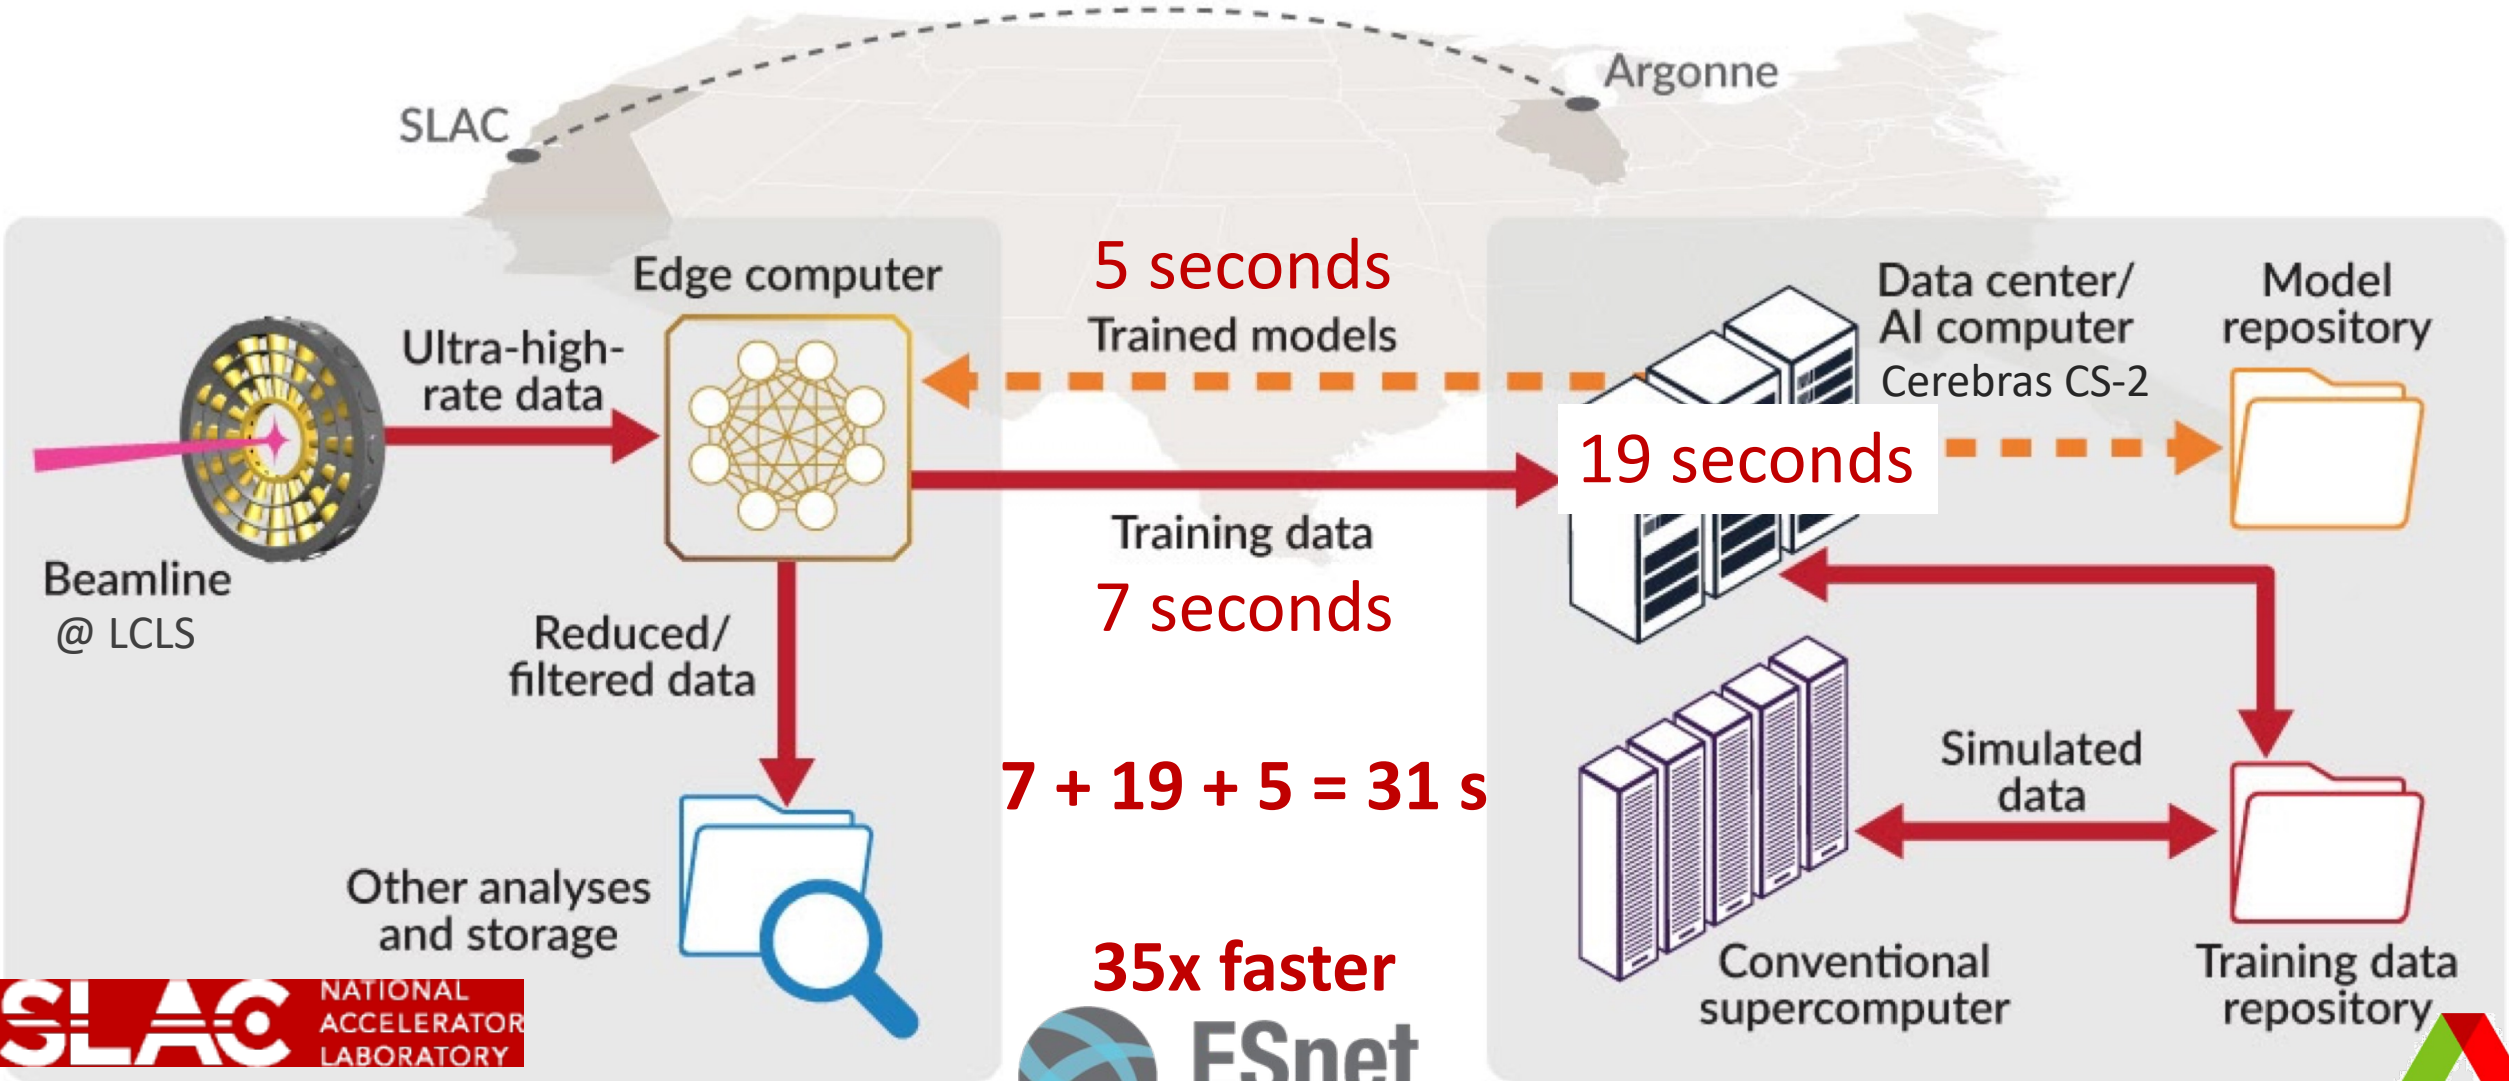 SLAC
Argonne
Edge computer
Ultra-high-
rate data
Beamline
@ LCLS
Reduced/
filtered data
Other analyses
and storage
SLAC
NATIONAL
ACCELERATOR
LABORATORY
5 seconds
Trained models
Training data
7 seconds
7 + 19 + 5 = 31 s
35x faster
ESnet
Data center/
AI computer
Cerebras CS-2
19 seconds
Model
repository
Simulated
data
Conventional
supercomputer
Training data
repository